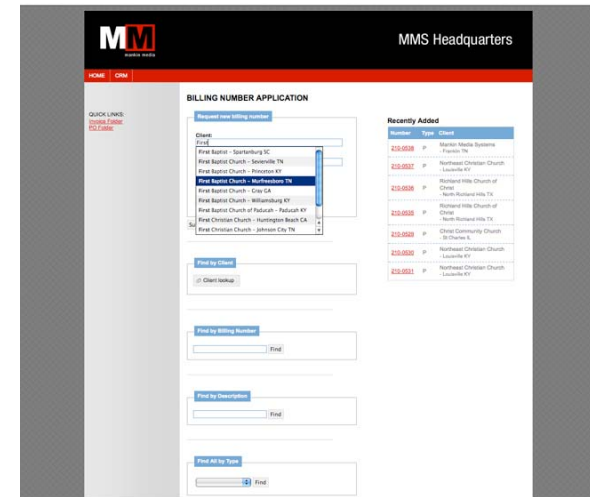 MM
mankin media
MMS Headquarters
HOME CRM
QUICK LINKS:
Invoice Folder
PO Folder
BILLING NUMBER APPLICATION
Request new billing number
Client:
First
First Baptist – Spartanburg SC
First Baptist Church – Sevierville TN
First Baptist Church – Princeton KY
First Baptist Church – Murfreesboro TN
First Baptist Church – Gray GA
First Baptist Church – Williamsburg KY
First Baptist Church of Paducah – Paducah KY
First Christian Church – Huntington Beach CA
First Christian Church – Johnson City TN
Find by Client
Client lookup
Find by Billing Number
Find
Find by Description
Find
Find All by Type
Find
Recently Added
Number Type Client
210-0538 P Mankin Media Systems
- Franklin TN
210-0537 P Northeast Christian Church
- Louisville KY
210-0536 P Richland Hills Church of
Christ
- North Richland Hills TX
210-0535 P Richland Hills Church of
Christ
- North Richland Hills TX
210-0529 P Christ Community Church
- St Charles IL
210-0530 P Northeast Christian Church
- Louisville KY
210-0531 P Northeast Christian Church
- Louisville KY